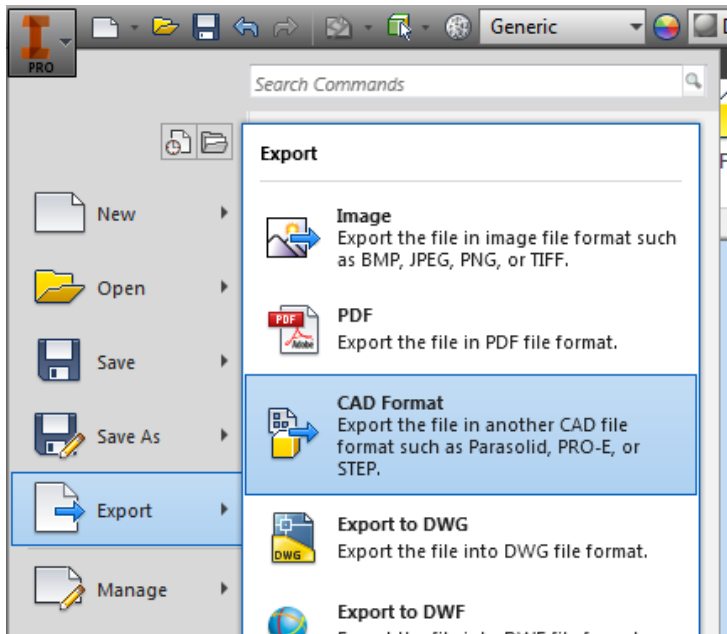 Generic
PRO
Search Commands
Export
New
Open
Save
Save As
Export
Manage
Image
Export the file in image file format such
as BMP, JPEG, PNG, or TIFF.
PDF
PDF
Adobe
Export the file in PDF file format.
CAD Format
Export the file in another CAD file
format such as Parasolid, PRO-E, or
STEP.
Export to DWG
DWG
Export the file into DWG file format.
Export to DWF